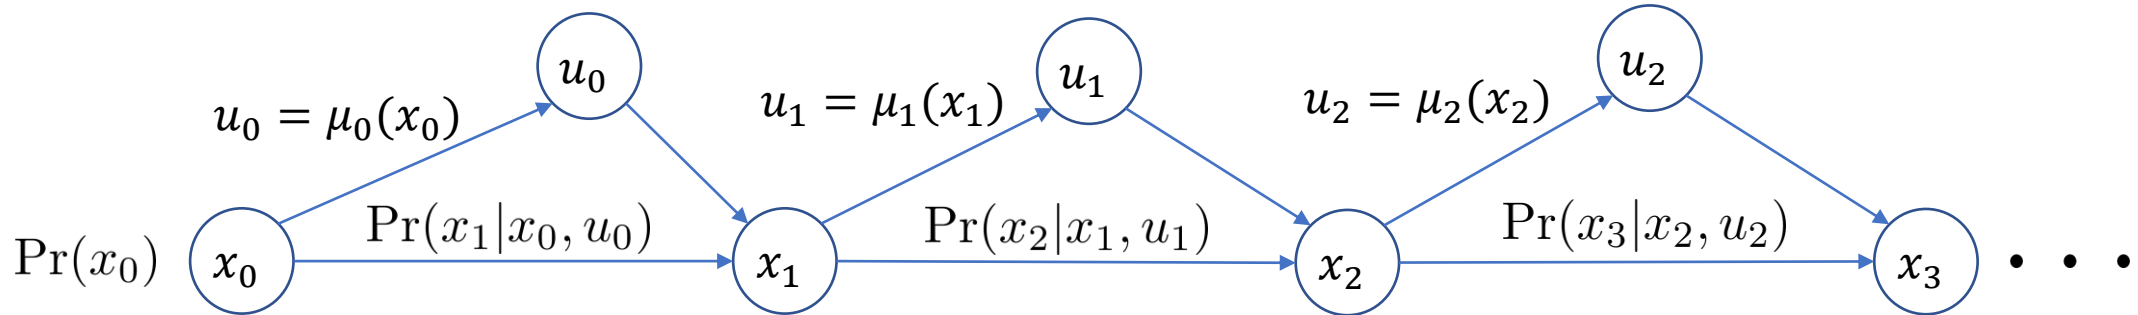 u₀ = μ₀(x₀)
u₀
u₁ = μ₁(x₁)
u₁
u₂ = μ₂(x₂)
u₂
Pr(x₀)
x₀
Pr(x₁|x₀, u₀)
x₁
Pr(x₂|x₁, u₁)
x₂
Pr(x₃|x₂, u₂)
x₃
• • •